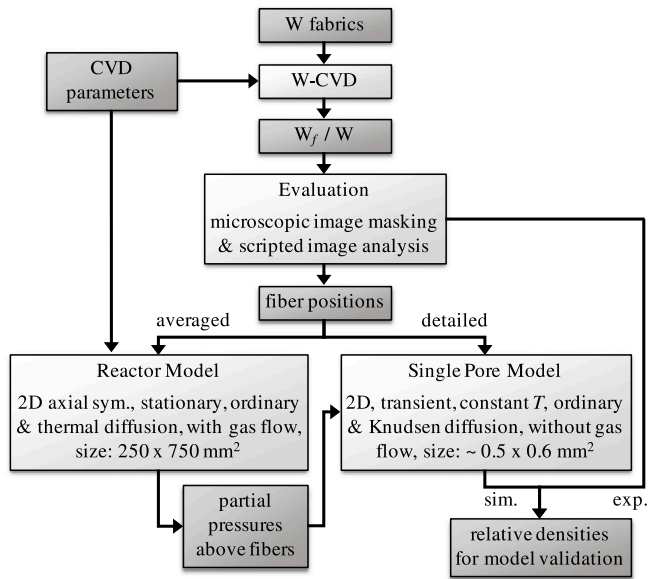 W fabrics
CVD
parameters
W-CVD
W_f / W
Evaluation
microscopic image masking
& scripted image analysis
fiber positions
averaged
detailed
Reactor Model
2D axial sym., stationary, ordinary
& thermal diffusion, with gas flow,
size: 250 x 750 mm²
Single Pore Model
2D, transient, constant T, ordinary
& Knudsen diffusion, without gas
flow, size: ~ 0.5 x 0.6 mm²
partial
pressures
above fibers
sim.
exp.
relative densities
for model validation